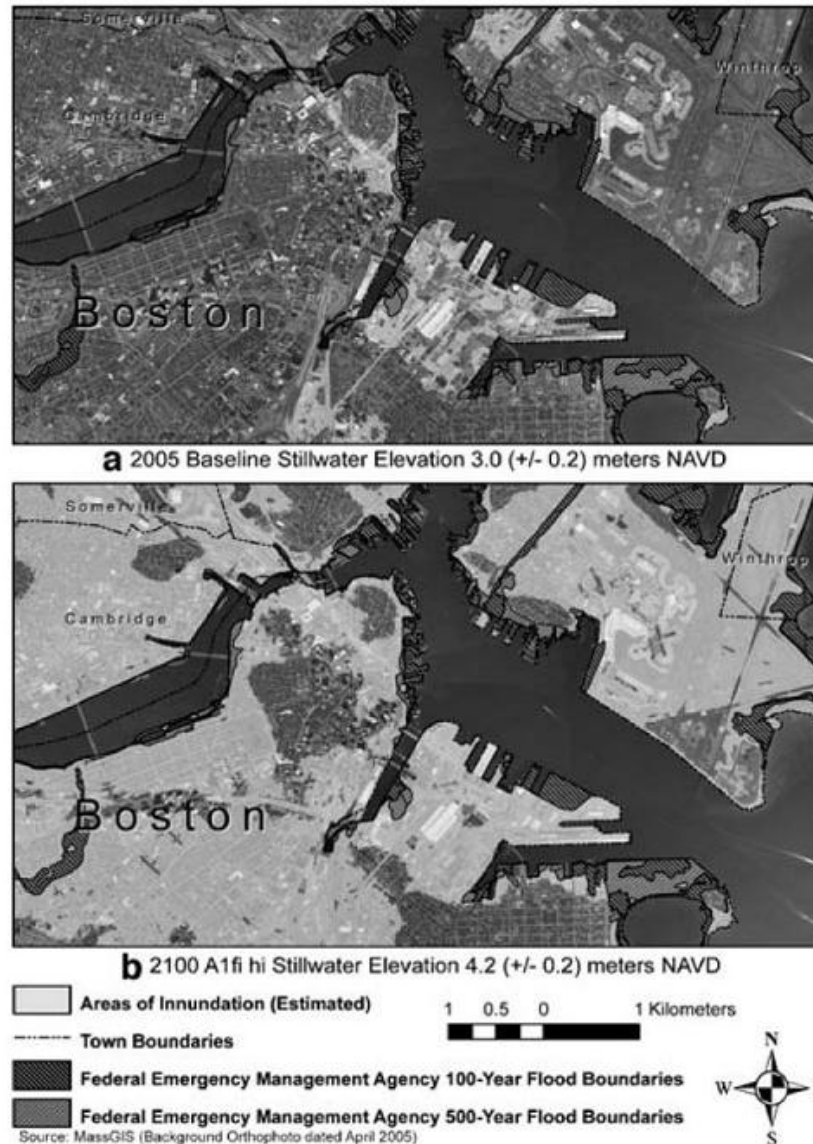 Somerville
Winthrop
Cambridge
Boston
a 2005 Baseline Stillwater Elevation 3.0 (+/- 0.2) meters NAVD
Somerville
Winthrop
Cambridge
Boston
b 2100 A1fi hi Stillwater Elevation 4.2 (+/- 0.2) meters NAVD
Areas of Innundation (Estimated)
1 0.5 0 1 Kilometers
Town Boundaries
N
Federal Emergency Management Agency 100-Year Flood Boundaries
W E
Federal Emergency Management Agency 500-Year Flood Boundaries
S
Source: MassGIS (Background Orthophoto dated April 2005)